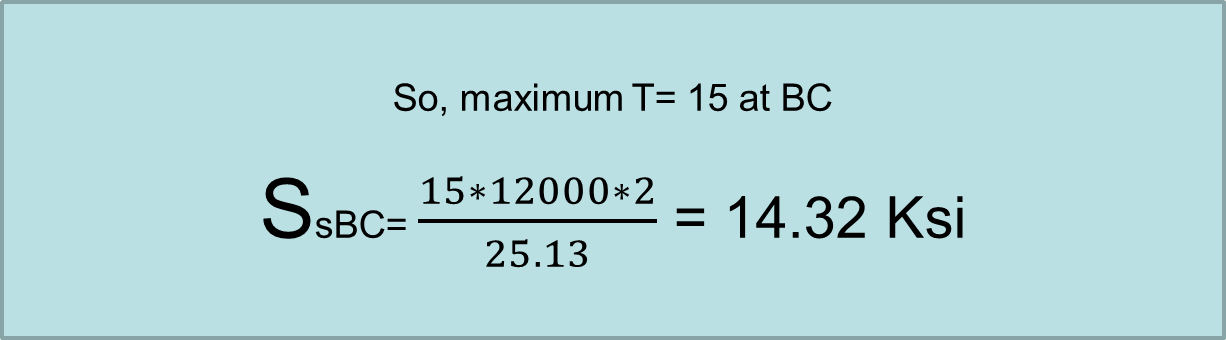 So, maximum T= 15 at BC
SsBC= 15*12000*2 / 25.13 = 14.32 Ksi